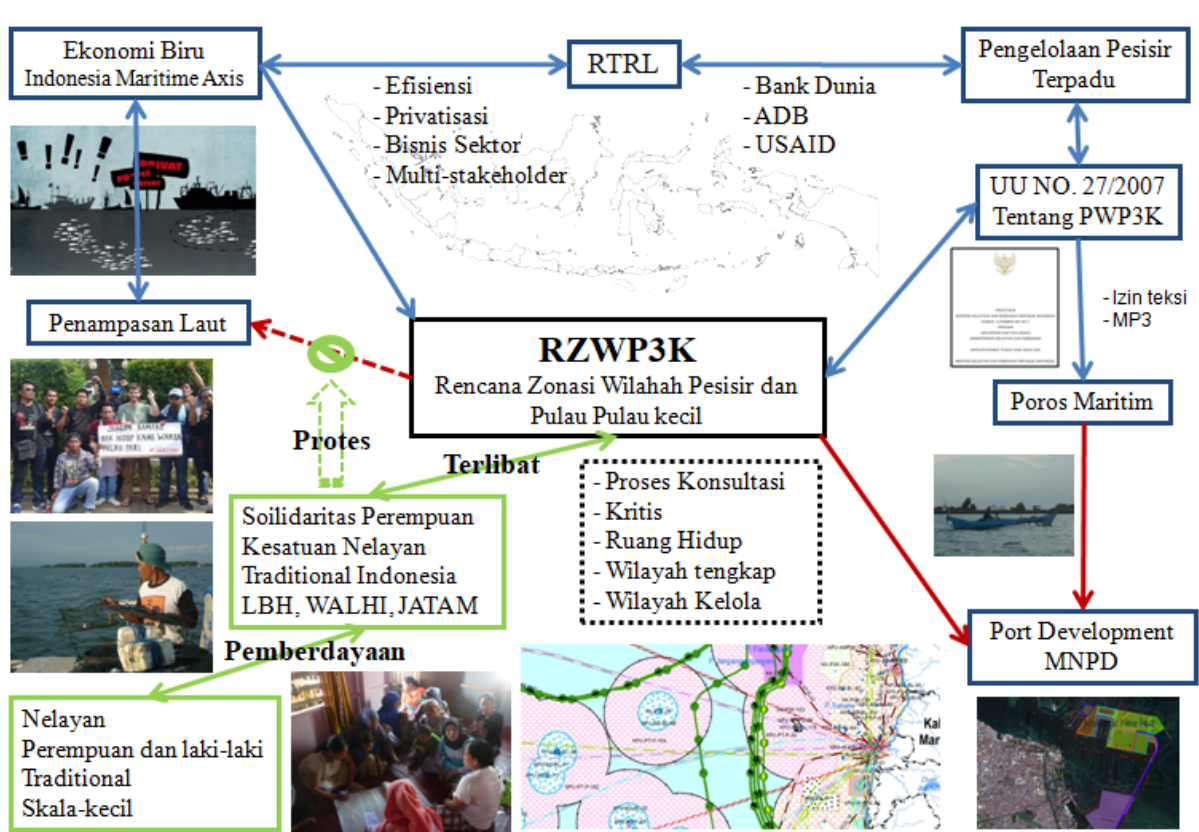 Ekonomi Biru
Indonesia Maritime Axis
RTRL
Pengelolaan Pesisir
Terpadu
- Efisiensi
- Privatisasi
- Bisnis Sektor
- Multi-stakeholder
- Bank Dunia
- ADB
- USAID
UU NO. 27/2007
Tentang PWP3K
- Izin teksi
- MP3
Penampasan Laut
RZWP3K
Rencana Zonasi Wilahah Pesisir dan
Pulau Pulau kecil
Poros Maritim
Protes
Terlibat
- Proses Konsultasi
- Kritis
- Ruang Hidup
- Wilayah tengkap
- Wilayah Kelola
Soilidaritas Perempuan
Kesatuan Nelayan
Traditional Indonesia
LBH, WALHI, JATAM
Pemberdayaan
Port Development
MNPD
Nelayan
Perempuan dan laki-laki
Traditional
Skala-kecil